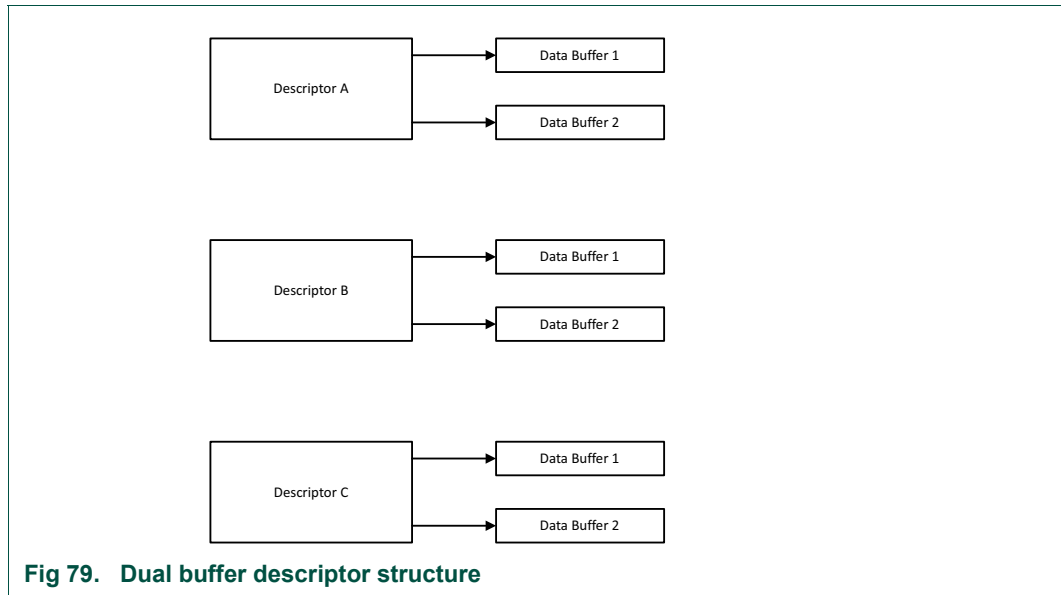 Descriptor A
Data Buffer 1
Data Buffer 2
Descriptor B
Data Buffer 1
Data Buffer 2
Descriptor C
Data Buffer 1
Data Buffer 2
Fig 79. Dual buffer descriptor structure